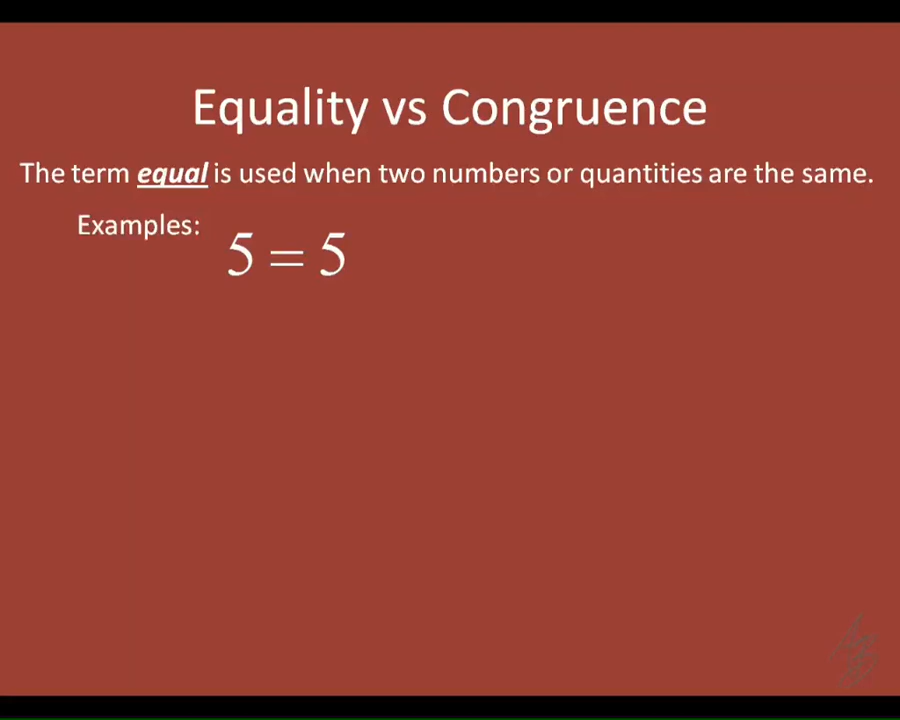 Equality vs Congruence
The term equal is used when two numbers or quantities are the same.
Examples:
5 = 5